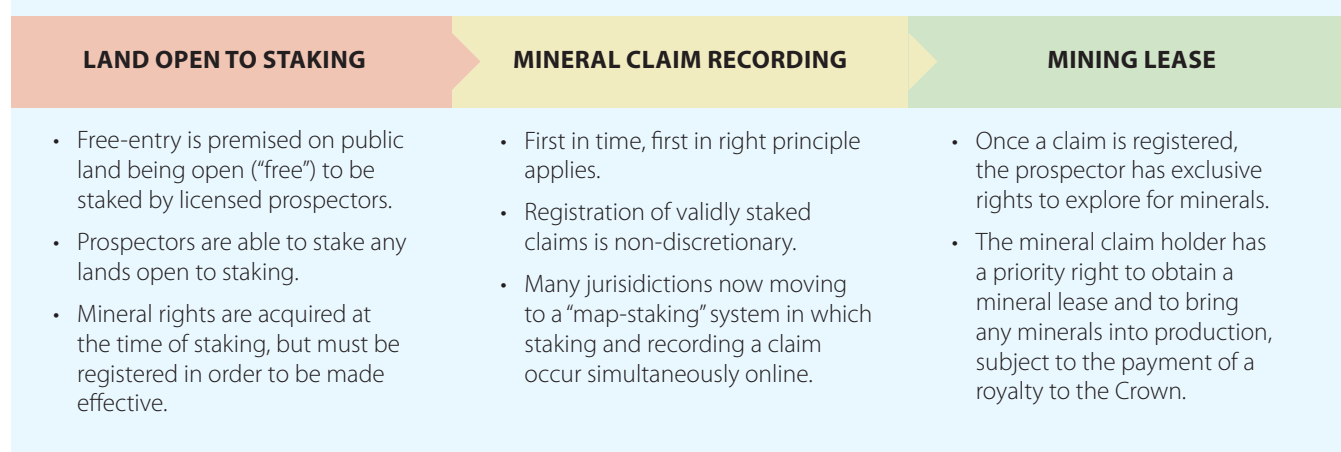 LAND OPEN TO STAKING
• Free-entry is premised on public
land being open (“free”) to be
staked by licensed prospectors.
• Prospectors are able to stake any
lands open to staking.
• Mineral rights are acquired at
the time of staking, but must be
registered in order to be made
effective.
MINERAL CLAIM RECORDING
• First in time, first in right principle
applies.
• Registration of validly staked
claims is non-discretionary.
• Many jurisidictions now moving
to a “map-staking” system in which
staking and recording a claim
occur simultaneously online.
MINING LEASE
• Once a claim is registered,
the prospector has exclusive
rights to explore for minerals.
• The mineral claim holder has
a priority right to obtain a
mineral lease and to bring
any minerals into production,
subject to the payment of a
royalty to the Crown.